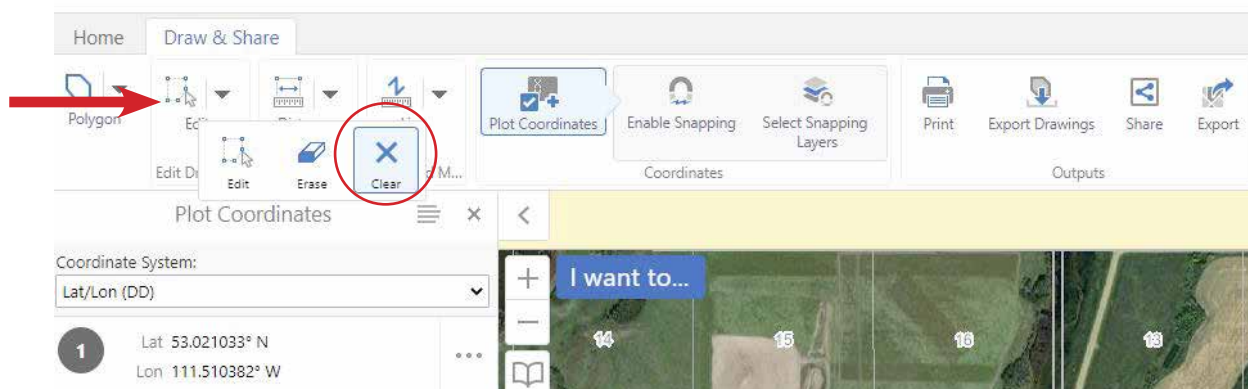 Home Draw & Share
Polygon
Plot Coordinates Enable Snapping Select Snapping Print Export Drawings Share Export
Layers
Edit Erase Clear
Coordinates Outputs
Plot Coordinates
Coordinate System:
Lat/Lon (DD)
I want to...
1 Lat 53.021033° N
Lon 111.510382° W
14 15 16 13